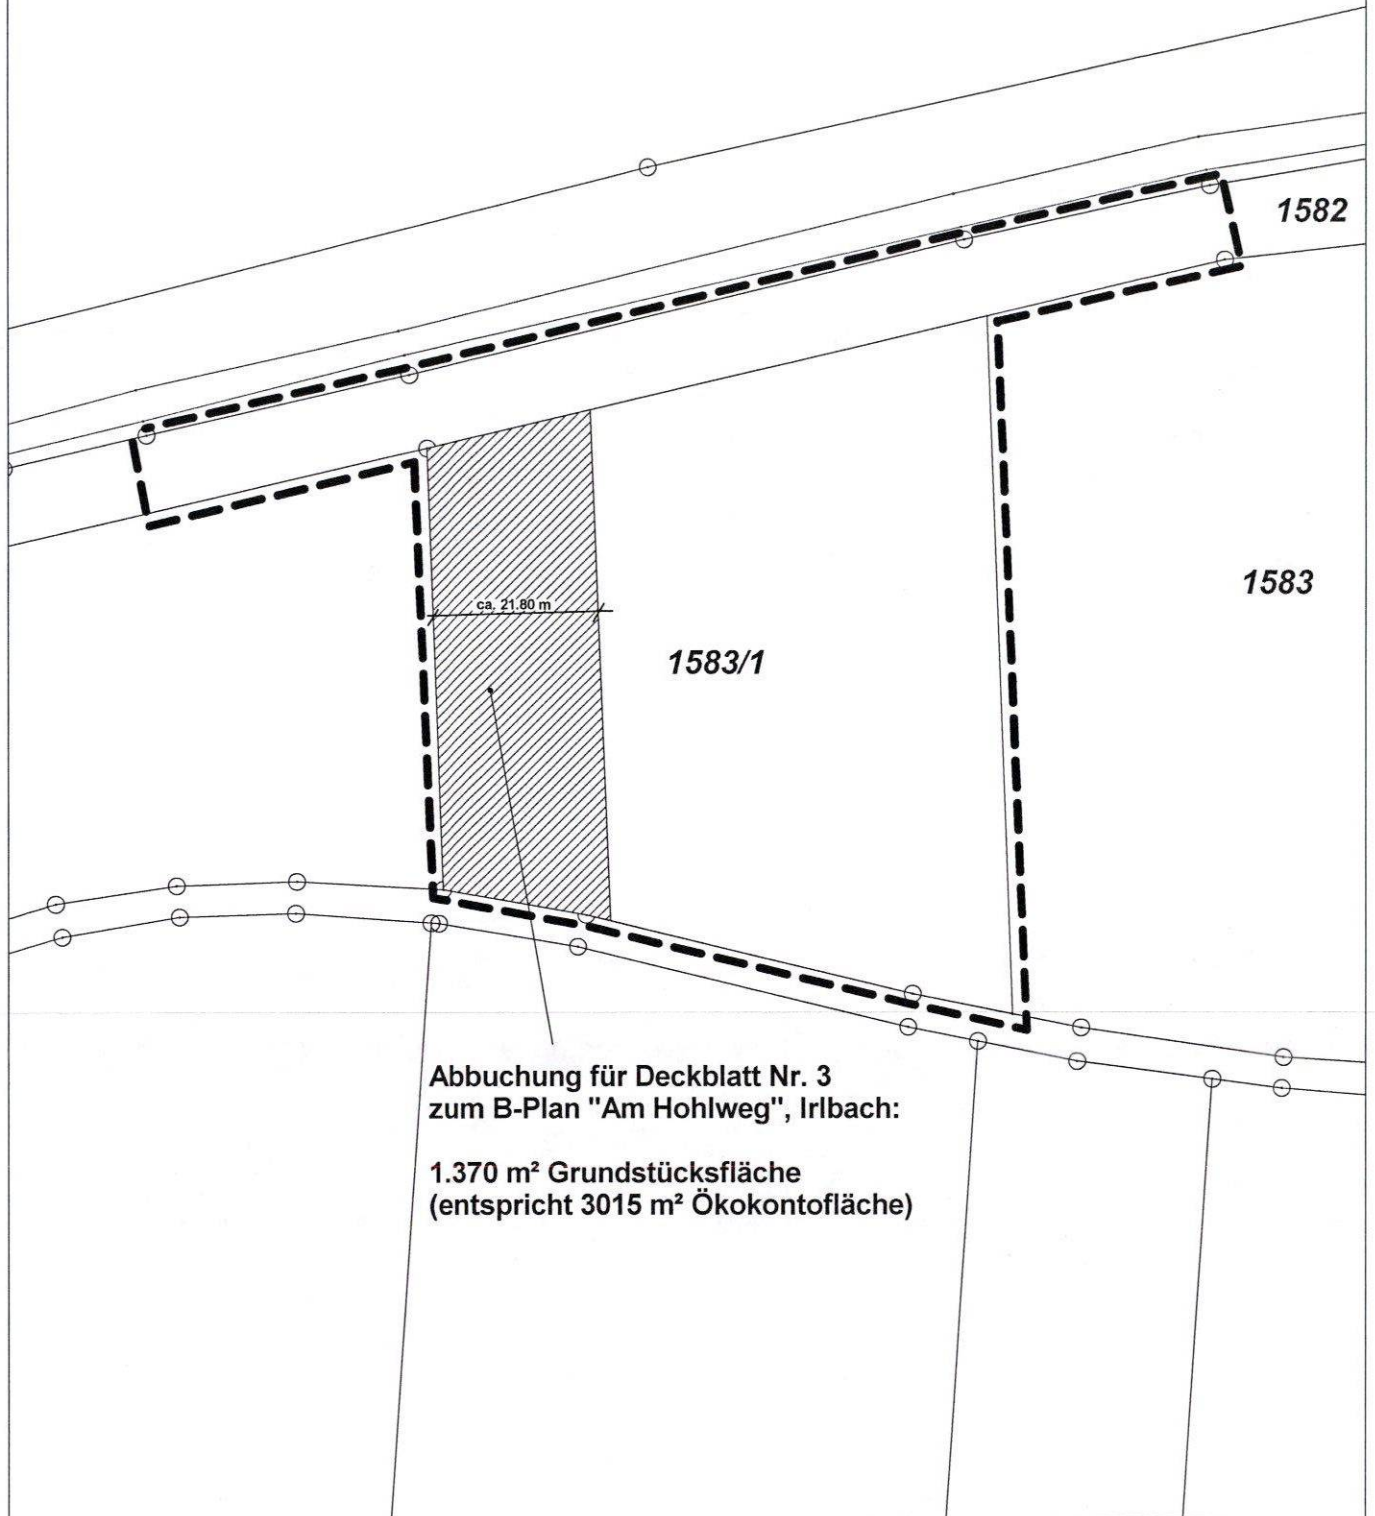 1582
1583
ca. 21.80 m
1583/1
Abbuchung für Deckblatt Nr. 3
zum B-Plan "Am Hohlweg", Irlbach:
1.370 m² Grundstücksfläche
(entspricht 3015 m² Ökokontofläche)